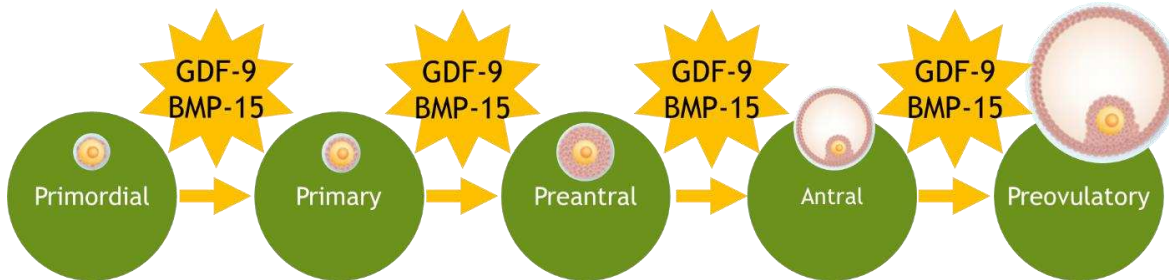 GDF-9
BMP-15
GDF-9
BMP-15
GDF-9
BMP-15
GDF-9
BMP-15
Primordial
Primary
Preantral
Antral
Preovulatory